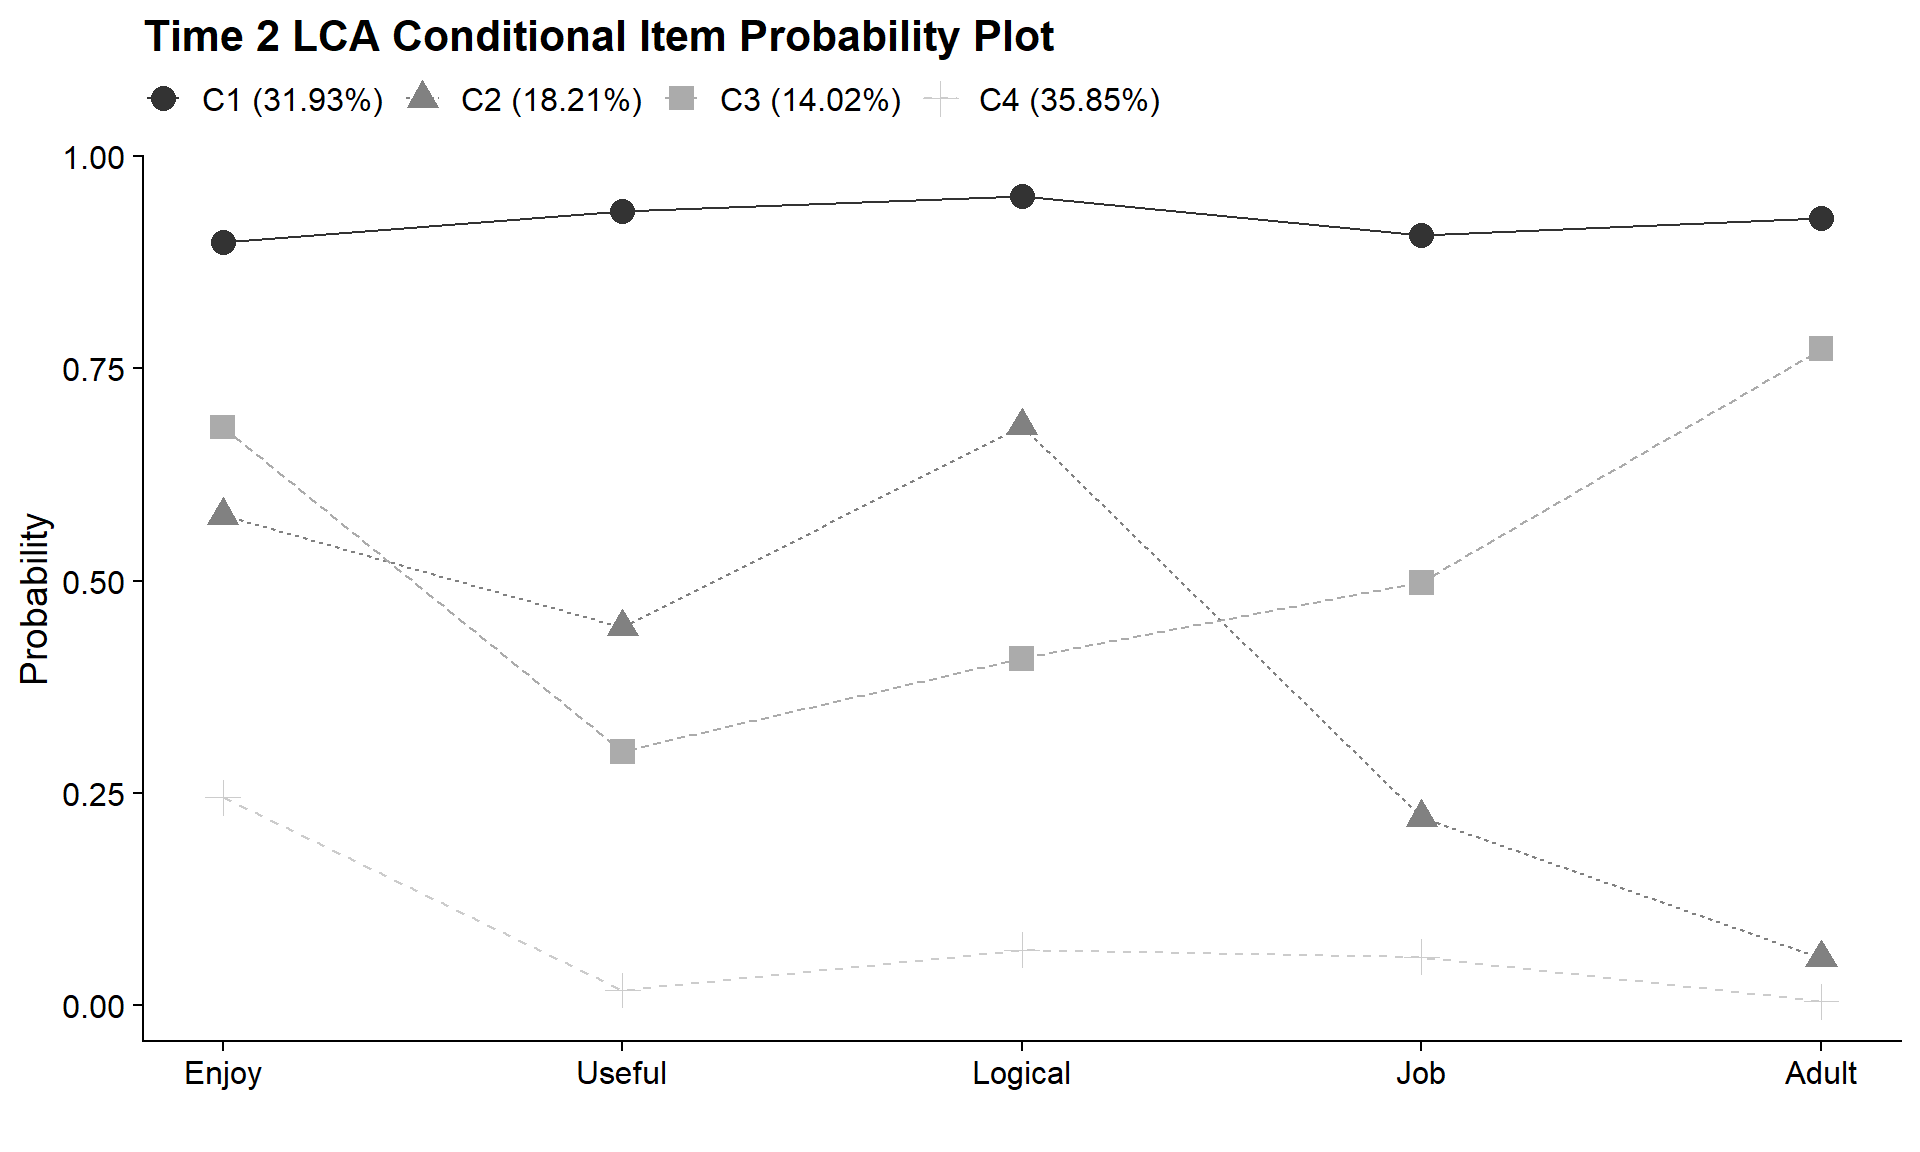 Time 2 LCA Conditional Item Probability Plot
C1 (31.93%) C2 (18.21%) C3 (14.02%) C4 (35.85%)
1.00
0.75
0.50
0.25
0.00
Probability
Enjoy Useful Logical Job Adult